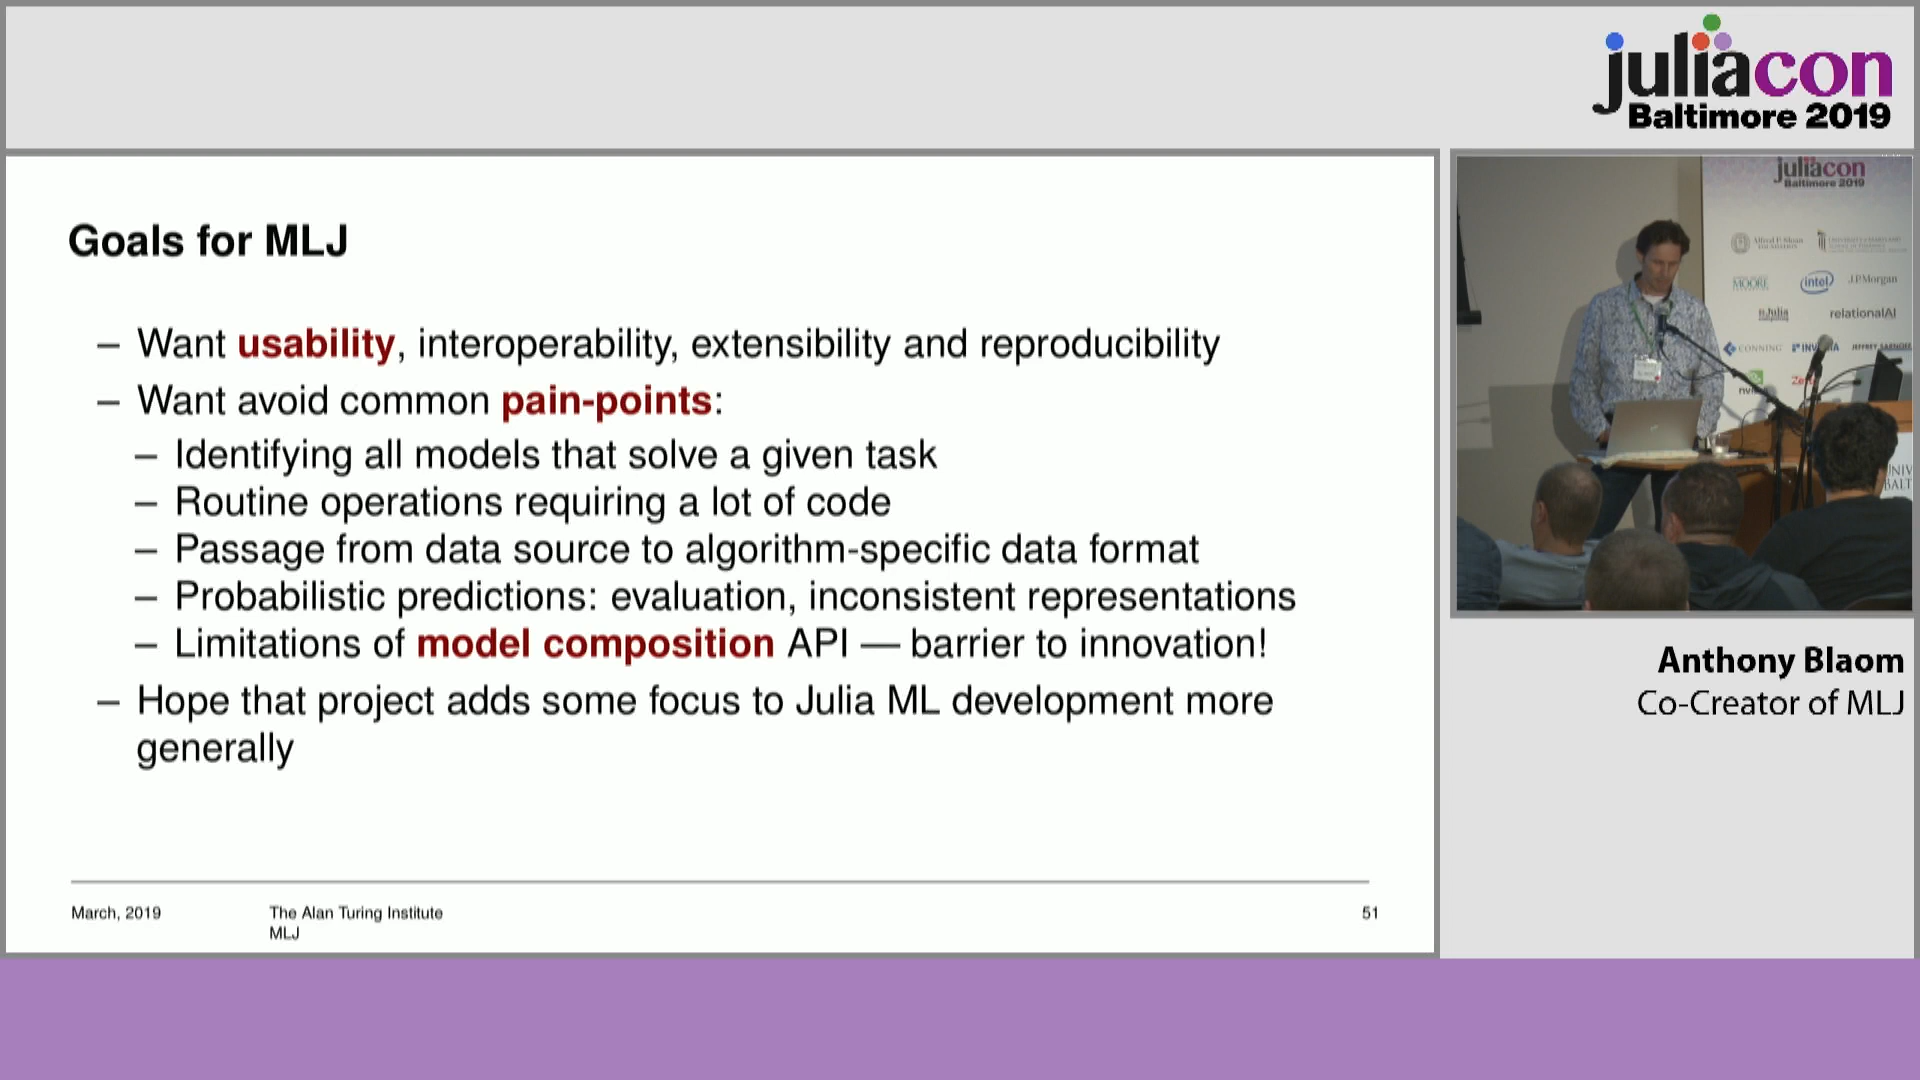 juliacon
Baltimore 2019
Goals for MLJ
– Want usability, interoperability, extensibility and reproducibility
– Want avoid common pain-points:
– Identifying all models that solve a given task
– Routine operations requiring a lot of code
– Passage from data source to algorithm-specific data format
– Probabilistic predictions: evaluation, inconsistent representations
– Limitations of model composition API — barrier to innovation!
– Hope that project adds some focus to Julia ML development more
generally
March, 2019
The Alan Turing Institute
MLJ
51
juliacon
Baltimore 2019
MOORE
intel
J.P.Morgan
relationalAI
CONNING
Anthony Blaom
Co-Creator of MLJ